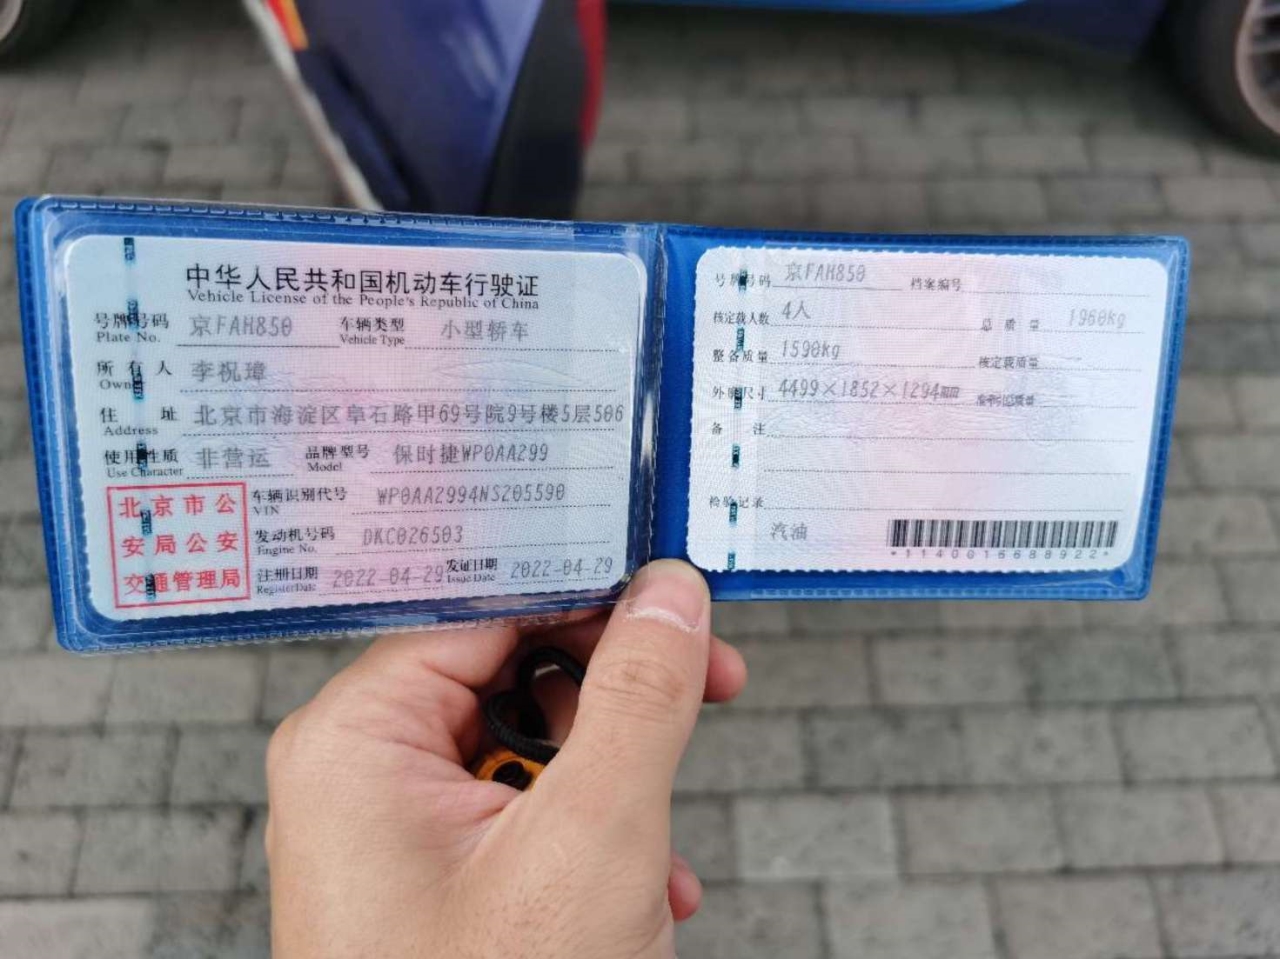 中华人民共和国机动车行驶证
Vehicle License of the People's Republic of China
号牌号码 京FAH850 车辆类型 小型轿车
Plate No. Vehicle Type
所有人 李祝璋
Owner
住址 北京市海淀区阜石路甲69号院9号楼5层506
Address
使用性质 非营运 品牌型号 保时捷WP0AA299
Use Character Model
北京市公
安局公安
交通管理局
车辆识别代号 WP0AA2994NS205590
VIN
发动机号码 DKC026503
Engine No.
注册日期 2022-04-29 发证日期 2022-04-29
Register Date Issue Date
号牌号码 京FAH850 档案编号
核定载人数 4人 总质量 1960kg
整备质量 1590kg 核定载质量
外廓尺寸 4499×1852×1294mm
备注
检验记录
汽油
*1140016688922*